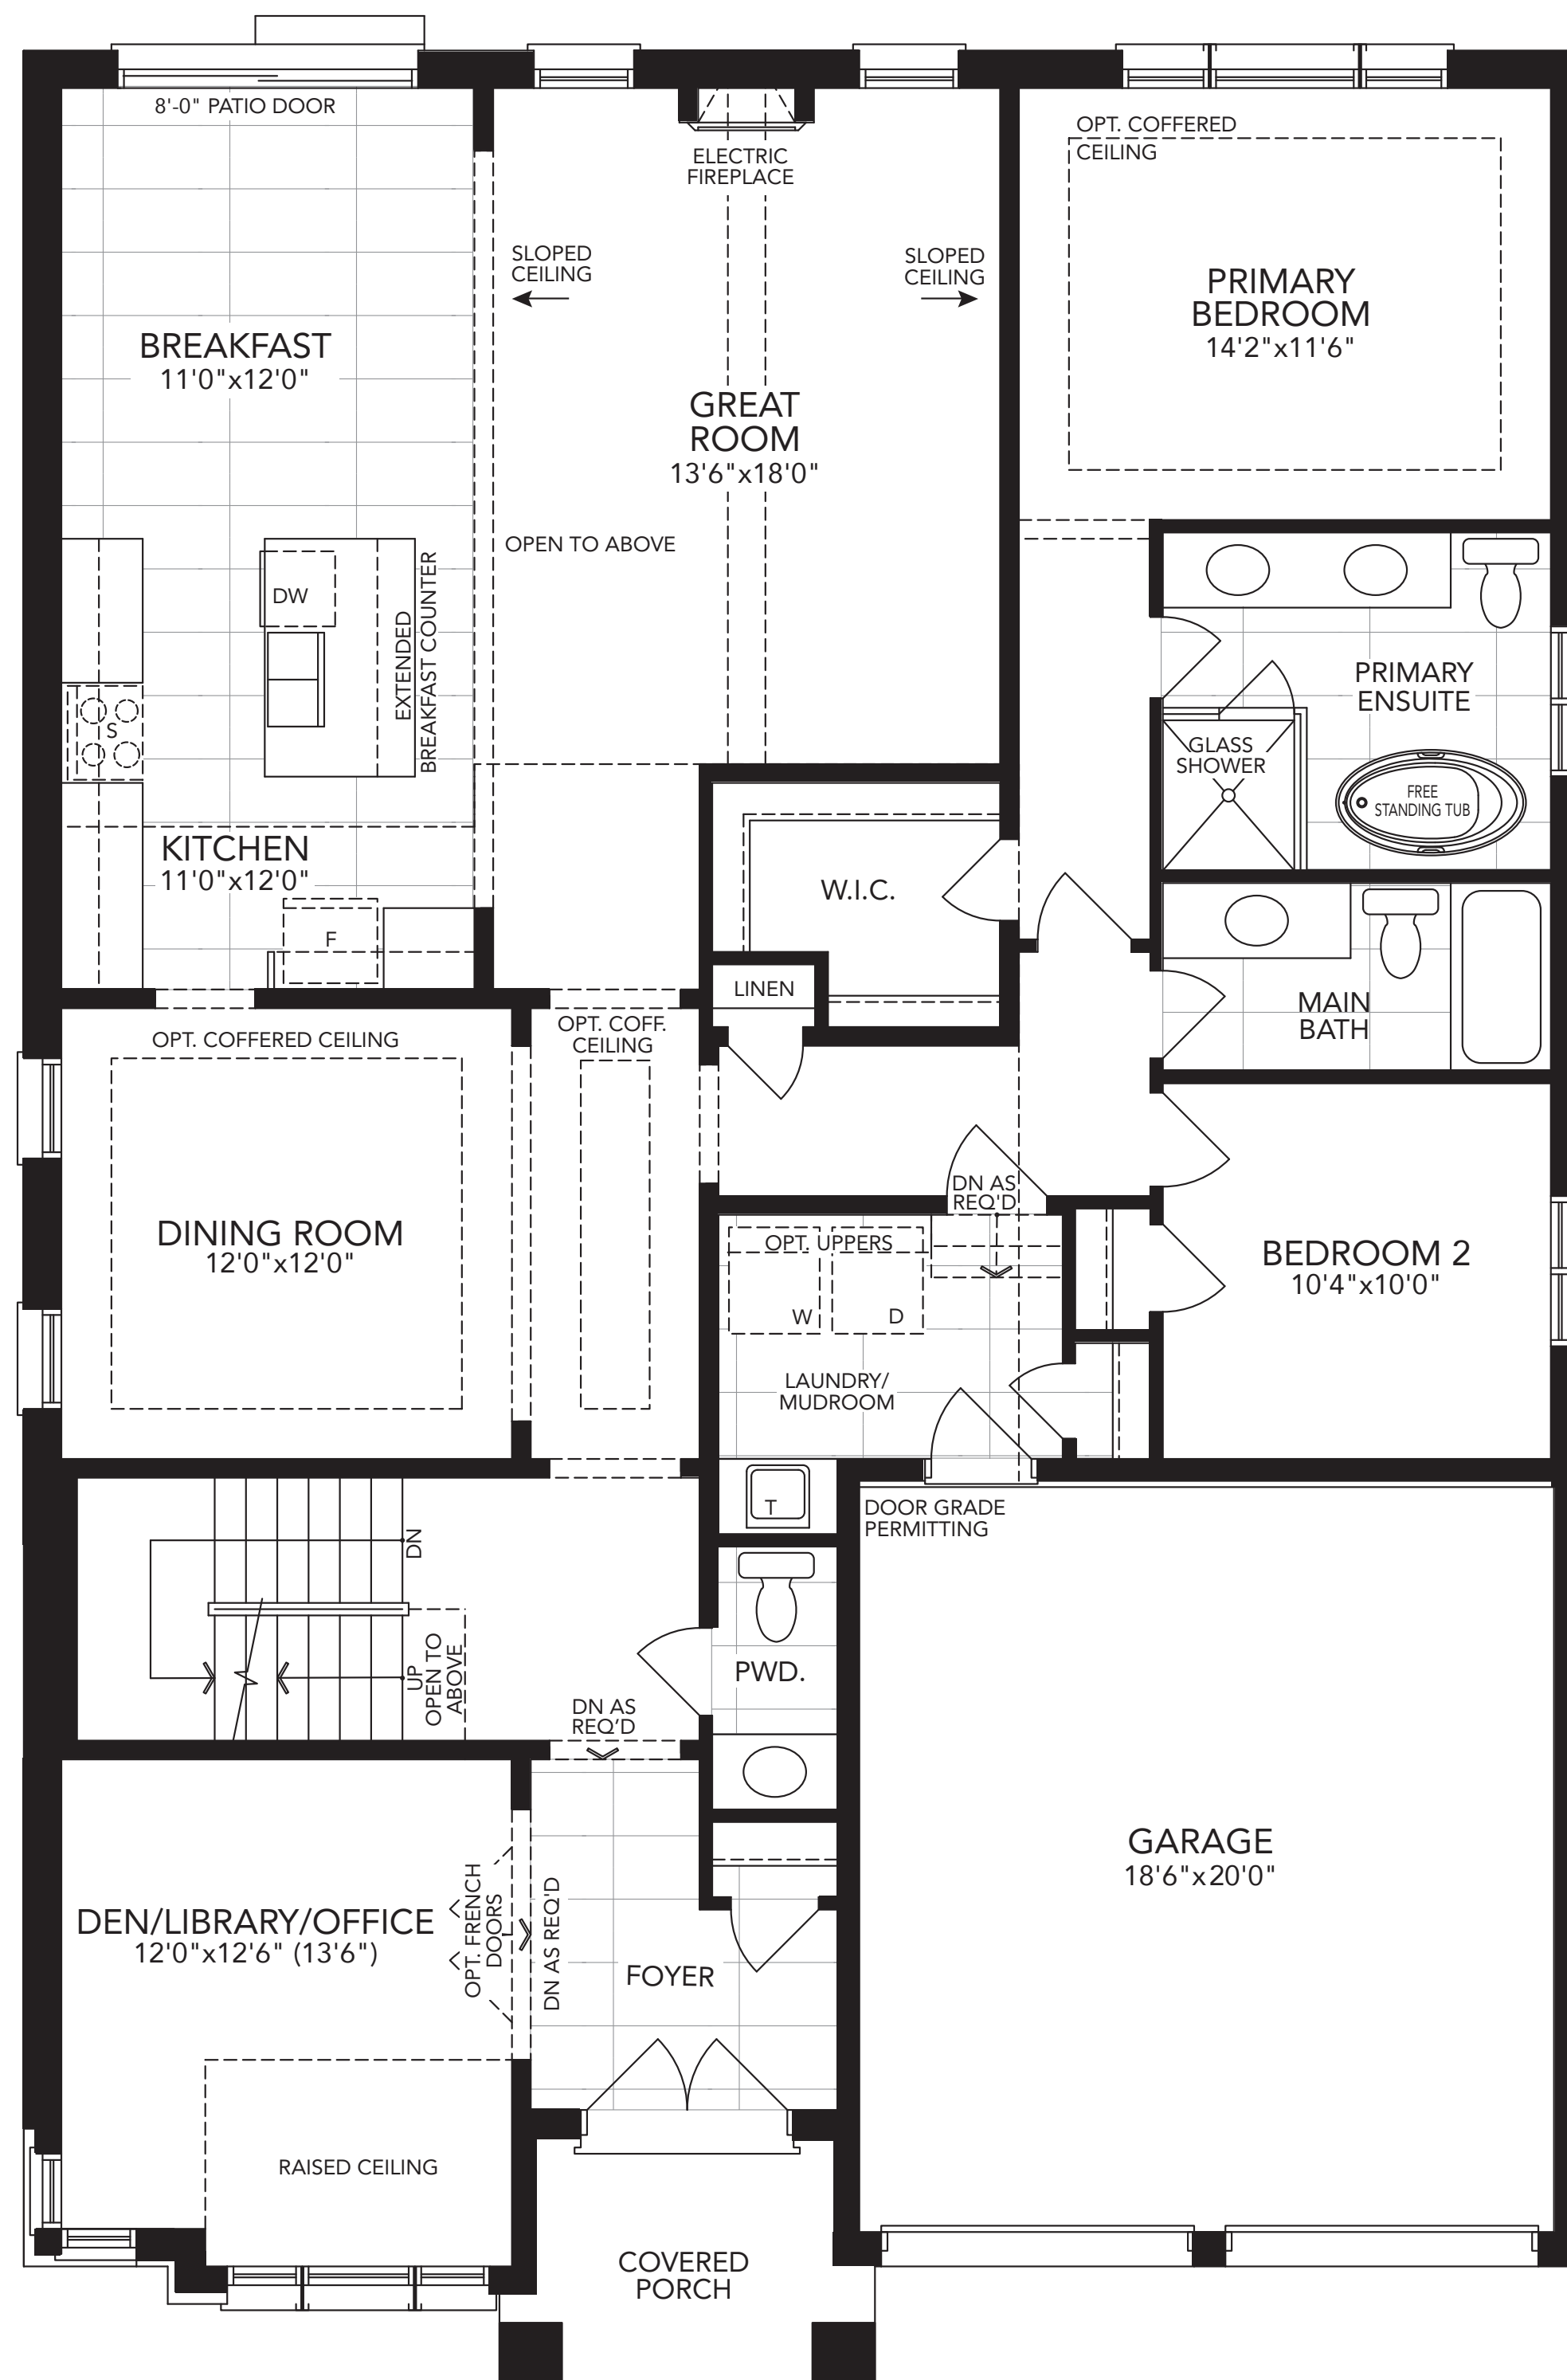 8'-0" PATIO DOOR
OPT. COFFERED
CEILING
ELECTRIC
FIREPLACE
SLOPED
CEILING
SLOPED
CEILING
PRIMARY
BEDROOM
14'2"x11'6"
BREAKFAST
11'0"x12'0"
GREAT
ROOM
13'6"x18'0"
OPEN TO ABOVE
DW
EXTENDED
BREAKFAST COUNTER
S
PRIMARY
ENSUITE
GLASS
SHOWER
FREE
STANDING TUB
KITCHEN
11'0"x12'0"
F
W.I.C.
LINEN
MAIN
BATH
OPT. COFFERED CEILING
OPT. COFF.
CEILING
DINING ROOM
12'0"x12'0"
DN AS
REQ'D
OPT. UPPERS
W
D
BEDROOM 2
10'4"x10'0"
LAUNDRY/
MUDROOM
T
DOOR GRADE
PERMITTING
DN
UP
OPEN TO
ABOVE
PWD.
DN AS
REQ'D
GARAGE
18'6"x20'0"
DEN/LIBRARY/OFFICE
12'0"x12'6" (13'6")
OPT. FRENCH
DOORS
DN AS REQ'D
FOYER
RAISED CEILING
COVERED
PORCH